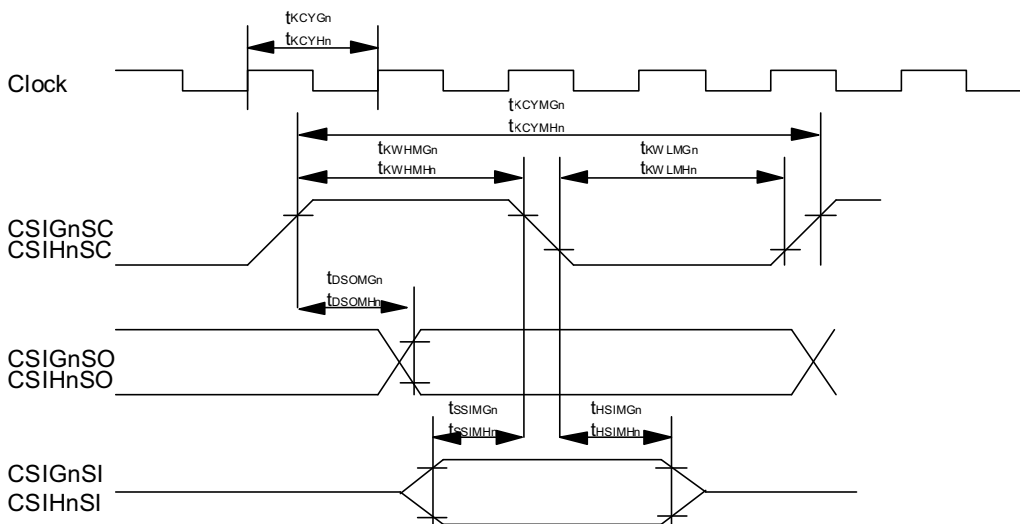 tKCYGn
tKCYHn
Clock
tKCYMGn
tKCYMHn
tKWHMGn
tKWHMHn
tKWLMGn
tKWLMHn
CSIGnSC
CSIHnSC
tDSOMGn
tDSOMHn
CSIGnSO
CSIHnSO
tSSIMGn
tSSIMHn
tHSIMGn
tHSIMHn
CSIGnSI
CSIHnSI